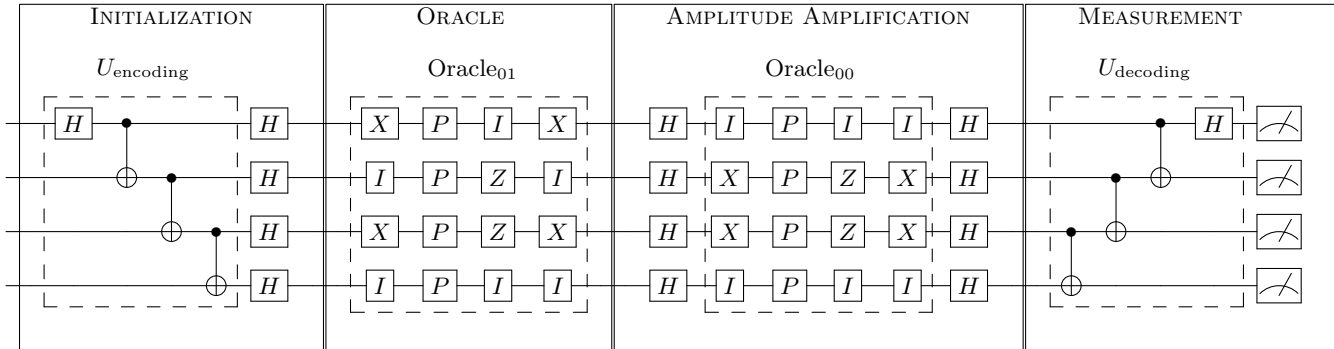 INITIALIZATION ORACLE AMPLITUDE AMPLIFICATION MEASUREMENT
U_encoding Oracle_01 Oracle_00 U_decoding
H H X P I X H I P I I H H
H I P Z I H X P Z X H
H X P Z X H X P Z X H
H I P I I H I P I I H